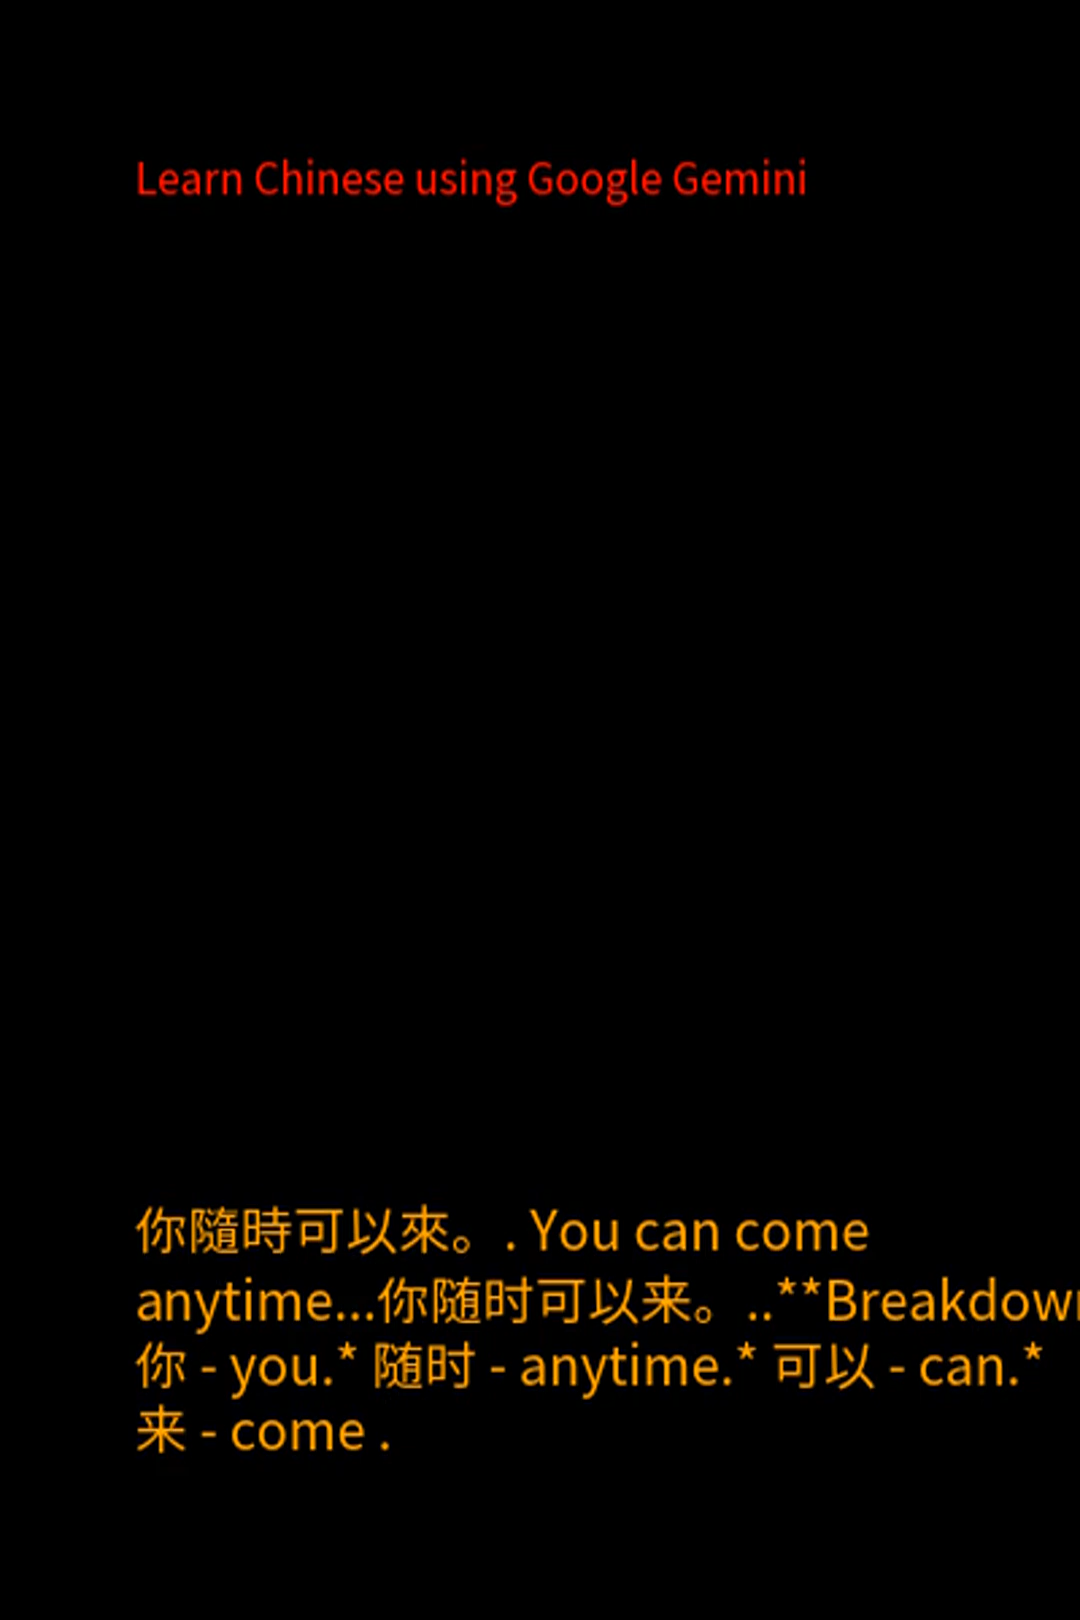 Learn Chinese using Google Gemini
你隨時可以來。. You can come
anytime...你随时可以来。..**Breakdown
你 - you.* 随时 - anytime.* 可以 - can.*
来 - come .